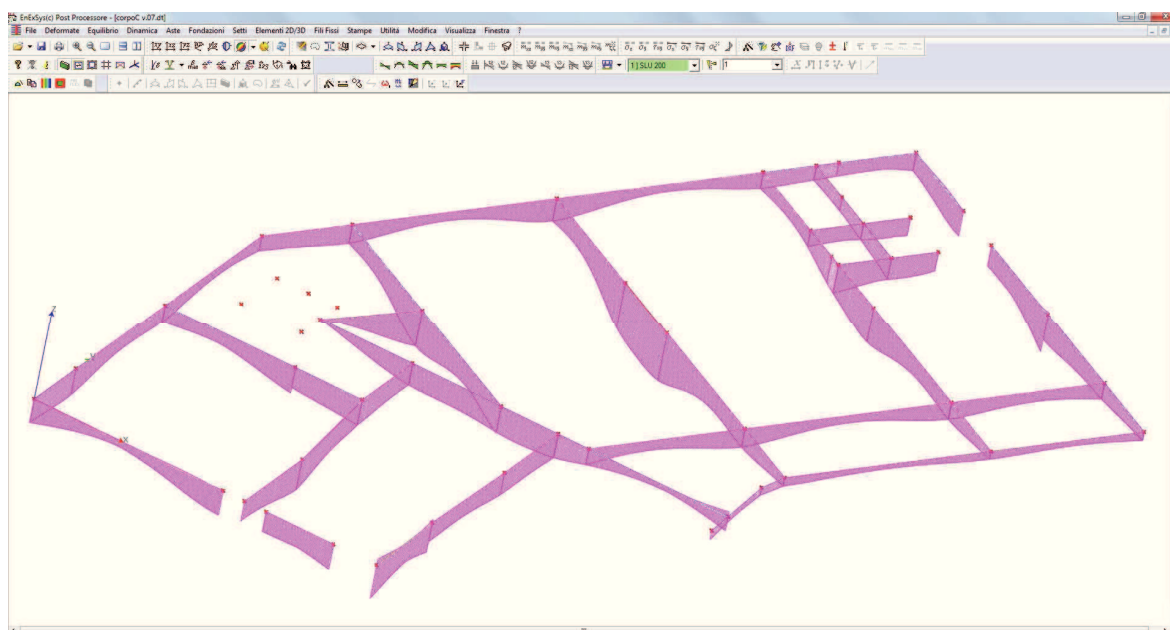 EnExSys(c) Post Processore - [corpoC v.07.dt]
File Deformate Equilibrio Dinamica Aste Fondazioni Setti Elementi 2D/3D Fili Fissi Stampe Utilità Modifica Visualizza Finestra ?
1 | SLU 200 1
Z
Y
X